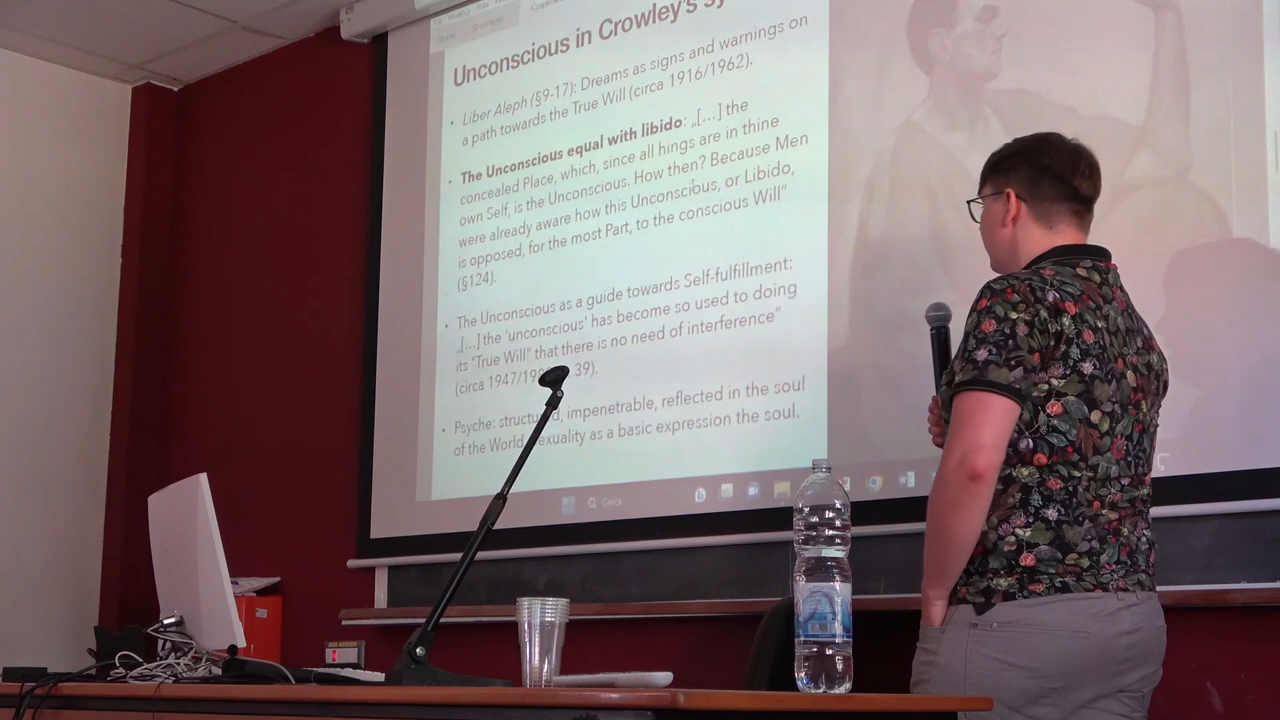 Home
Unconscious in Crowley's sy
Liber Aleph (§9-17): Dreams as signs and warnings on
a path towards the True Will (circa 1916/1962).
The Unconscious equal with libido: „[…] the
concealed Place, which, since all hings are in thine
own Self, is the Unconscious. How then? Because Men
were already aware how this Unconscious, or Libido,
is opposed, for the most Part, to the conscious Will"
(§124).
The Unconscious as a guide towards Self-fulfillment:
„[…] the 'unconscious' has become so used to doing
its "True Will" that there is no need of interference"
(circa 1947/19 39).
Psyche: structu d, impenetrable, reflected in the soul
of the World, exuality as a basic expression the soul.
Cerca